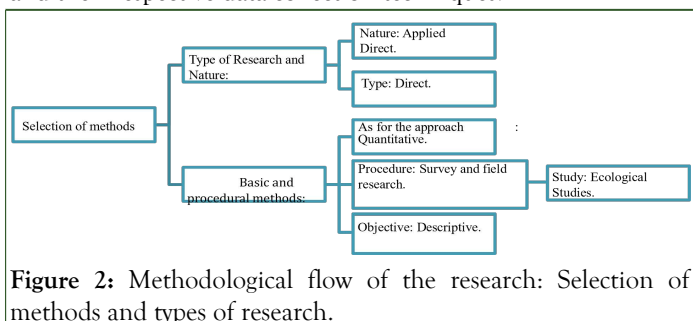 Nature: Applied
Direct.
Type of Research and
Nature:
Type: Direct.
Selection of methods
As for the approach :
Quantitative.
Basic and
procedural methods:
Procedure: Survey and field
research.
Study: Ecological
Studies.
Objective: Descriptive.
Figure 2: Methodological flow of the research: Selection of
methods and types of research.